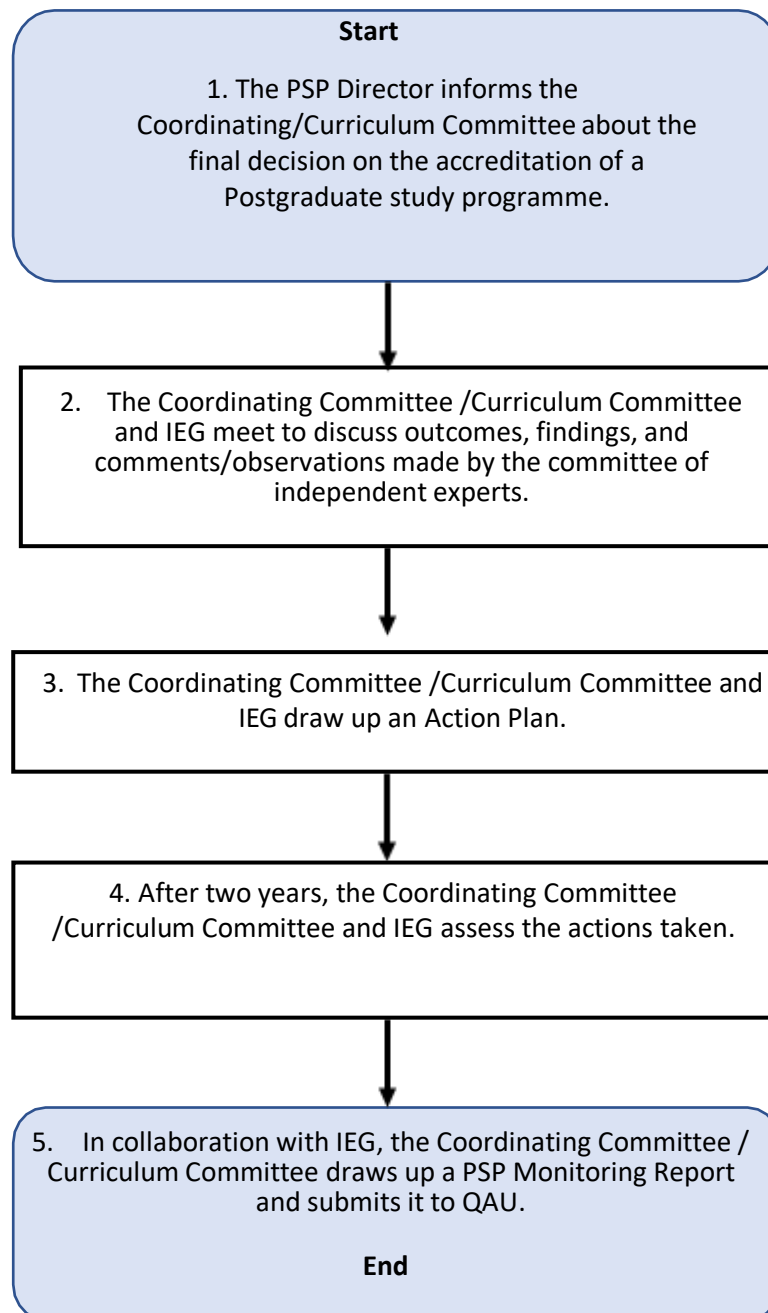 Start
1. The PSP Director informs the
Coordinating/Curriculum Committee about the
final decision on the accreditation of a
Postgraduate study programme.
2. The Coordinating Committee /Curriculum Committee
and IEG meet to discuss outcomes, findings, and
comments/observations made by the committee of
independent experts.
3. The Coordinating Committee /Curriculum Committee and
IEG draw up an Action Plan.
4. After two years, the Coordinating Committee
/Curriculum Committee and IEG assess the actions taken.
5. In collaboration with IEG, the Coordinating Committee /
Curriculum Committee draws up a PSP Monitoring Report
and submits it to QAU.
End